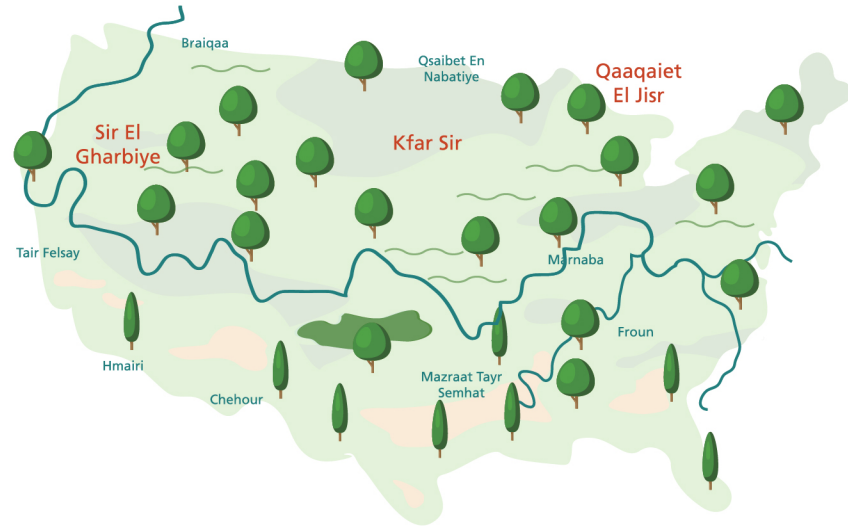 Braiqaa
Qsaibet En
Nabatiye
Qaaqaiet
El Jisr
Sir El
Gharbiye
Kfar Sir
Tair Felsay
Marnaba
Froun
Hmairi
Mazraat Tayr
Semhat
Chehour